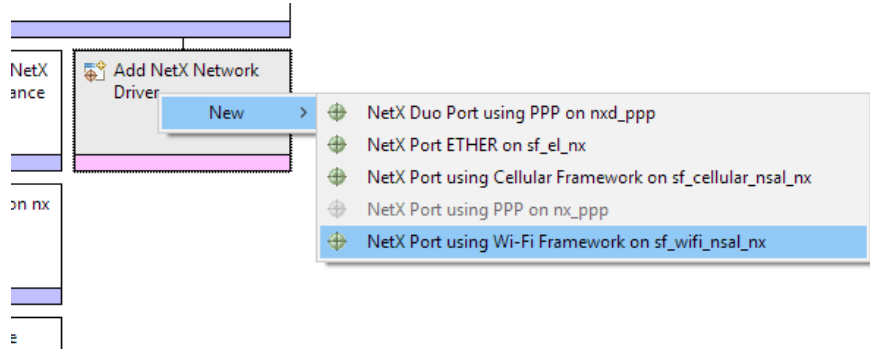 NetX
ance
Add NetX Network
Driver
New
NetX Duo Port using PPP on nxd_ppp
NetX Port ETHER on sf_el_nx
NetX Port using Cellular Framework on sf_cellular_nsal_nx
NetX Port using PPP on nx_ppp
NetX Port using Wi-Fi Framework on sf_wifi_nsal_nx
on nx
e